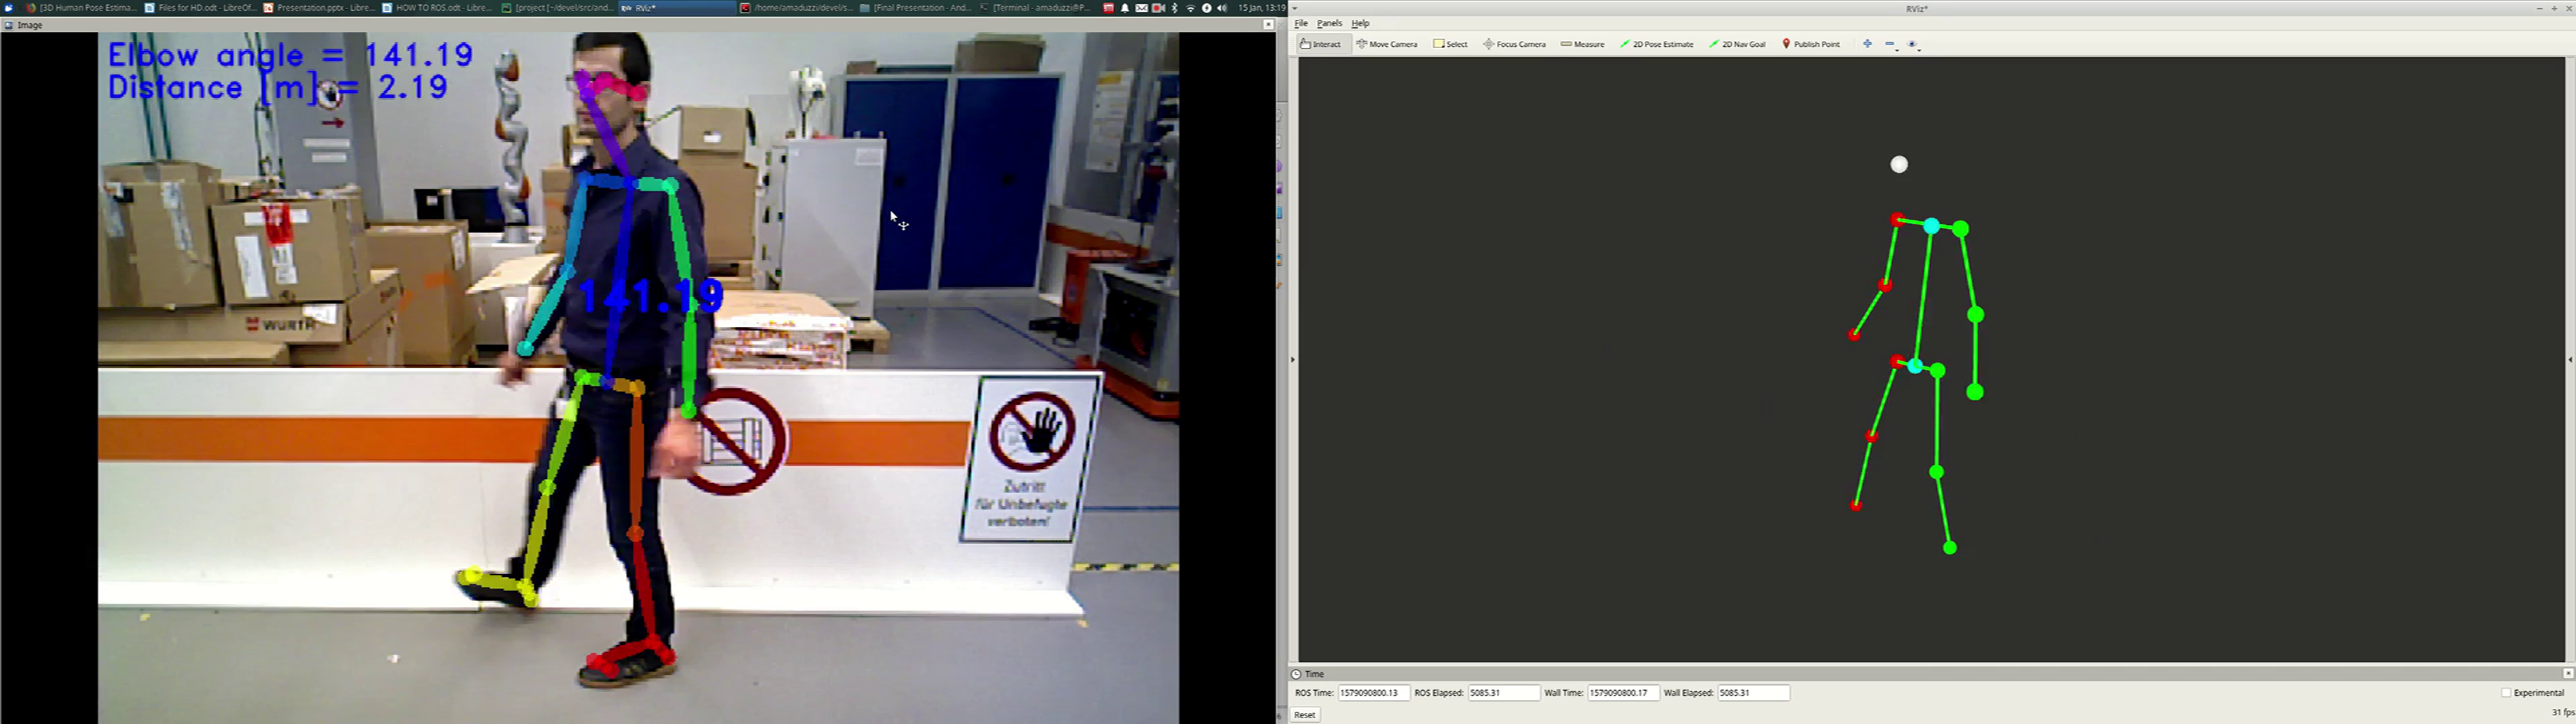 [3D Human Pose Estima...
Files for HD.odt - LibreOf...
Presentation.pptx - Libre...
HOW TO ROS.odt - Libre...
[project [~/devel/src/and...
RViz*
/home/amaduzzi/devel/s...
[Final Presentation - And...
[Terminal - amaduzzi@P...
15 Jan, 13:19
Image
Elbow angle = 141.19
Distance [m] = 2.19
141.19
WURTH
Zutritt
für Unbefugte
verboten!
RViz*
File Panels Help
Interact Move Camera Select Focus Camera Measure 2D Pose Estimate 2D Nav Goal Publish Point
Time
ROS Time: 1579090800.13 ROS Elapsed: 5085.31 Wall Time: 1579090800.17 Wall Elapsed: 5085.31 Experimental
Reset 31 fps